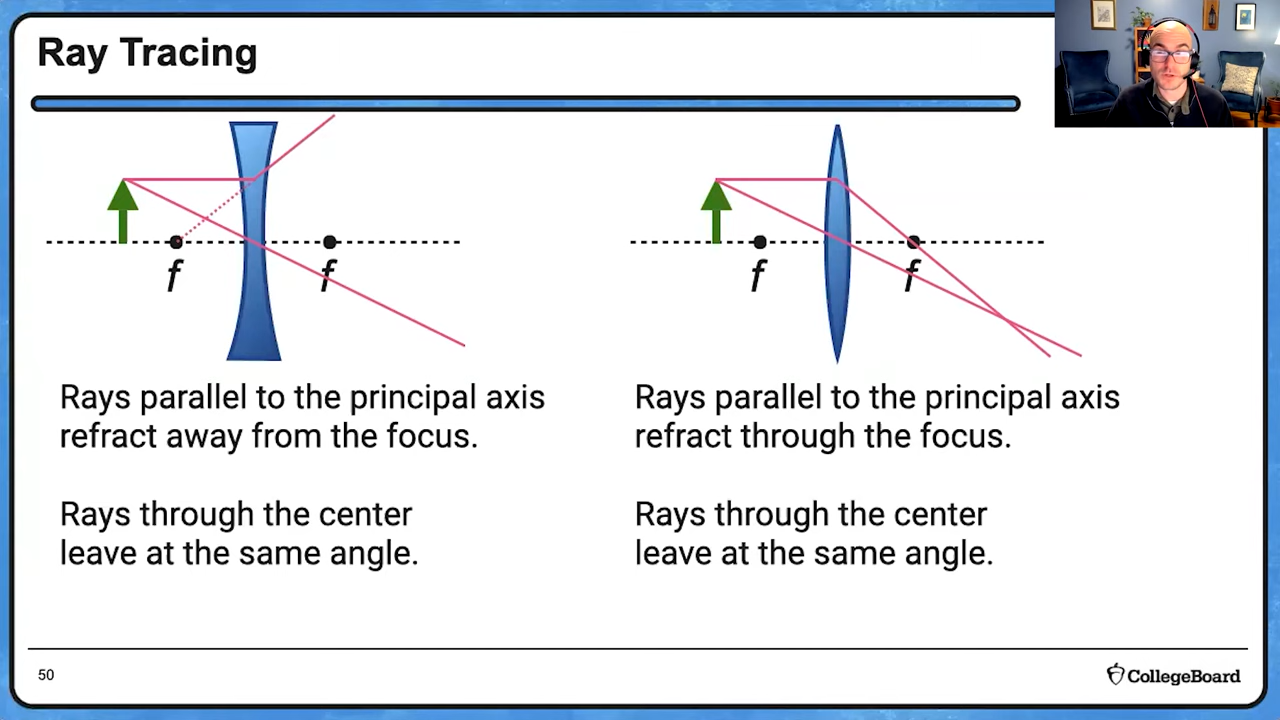 Ray Tracing
f
f
f
f
Rays parallel to the principal axis
refract away from the focus.
Rays through the center
leave at the same angle.
Rays parallel to the principal axis
refract through the focus.
Rays through the center
leave at the same angle.
50
CollegeBoard